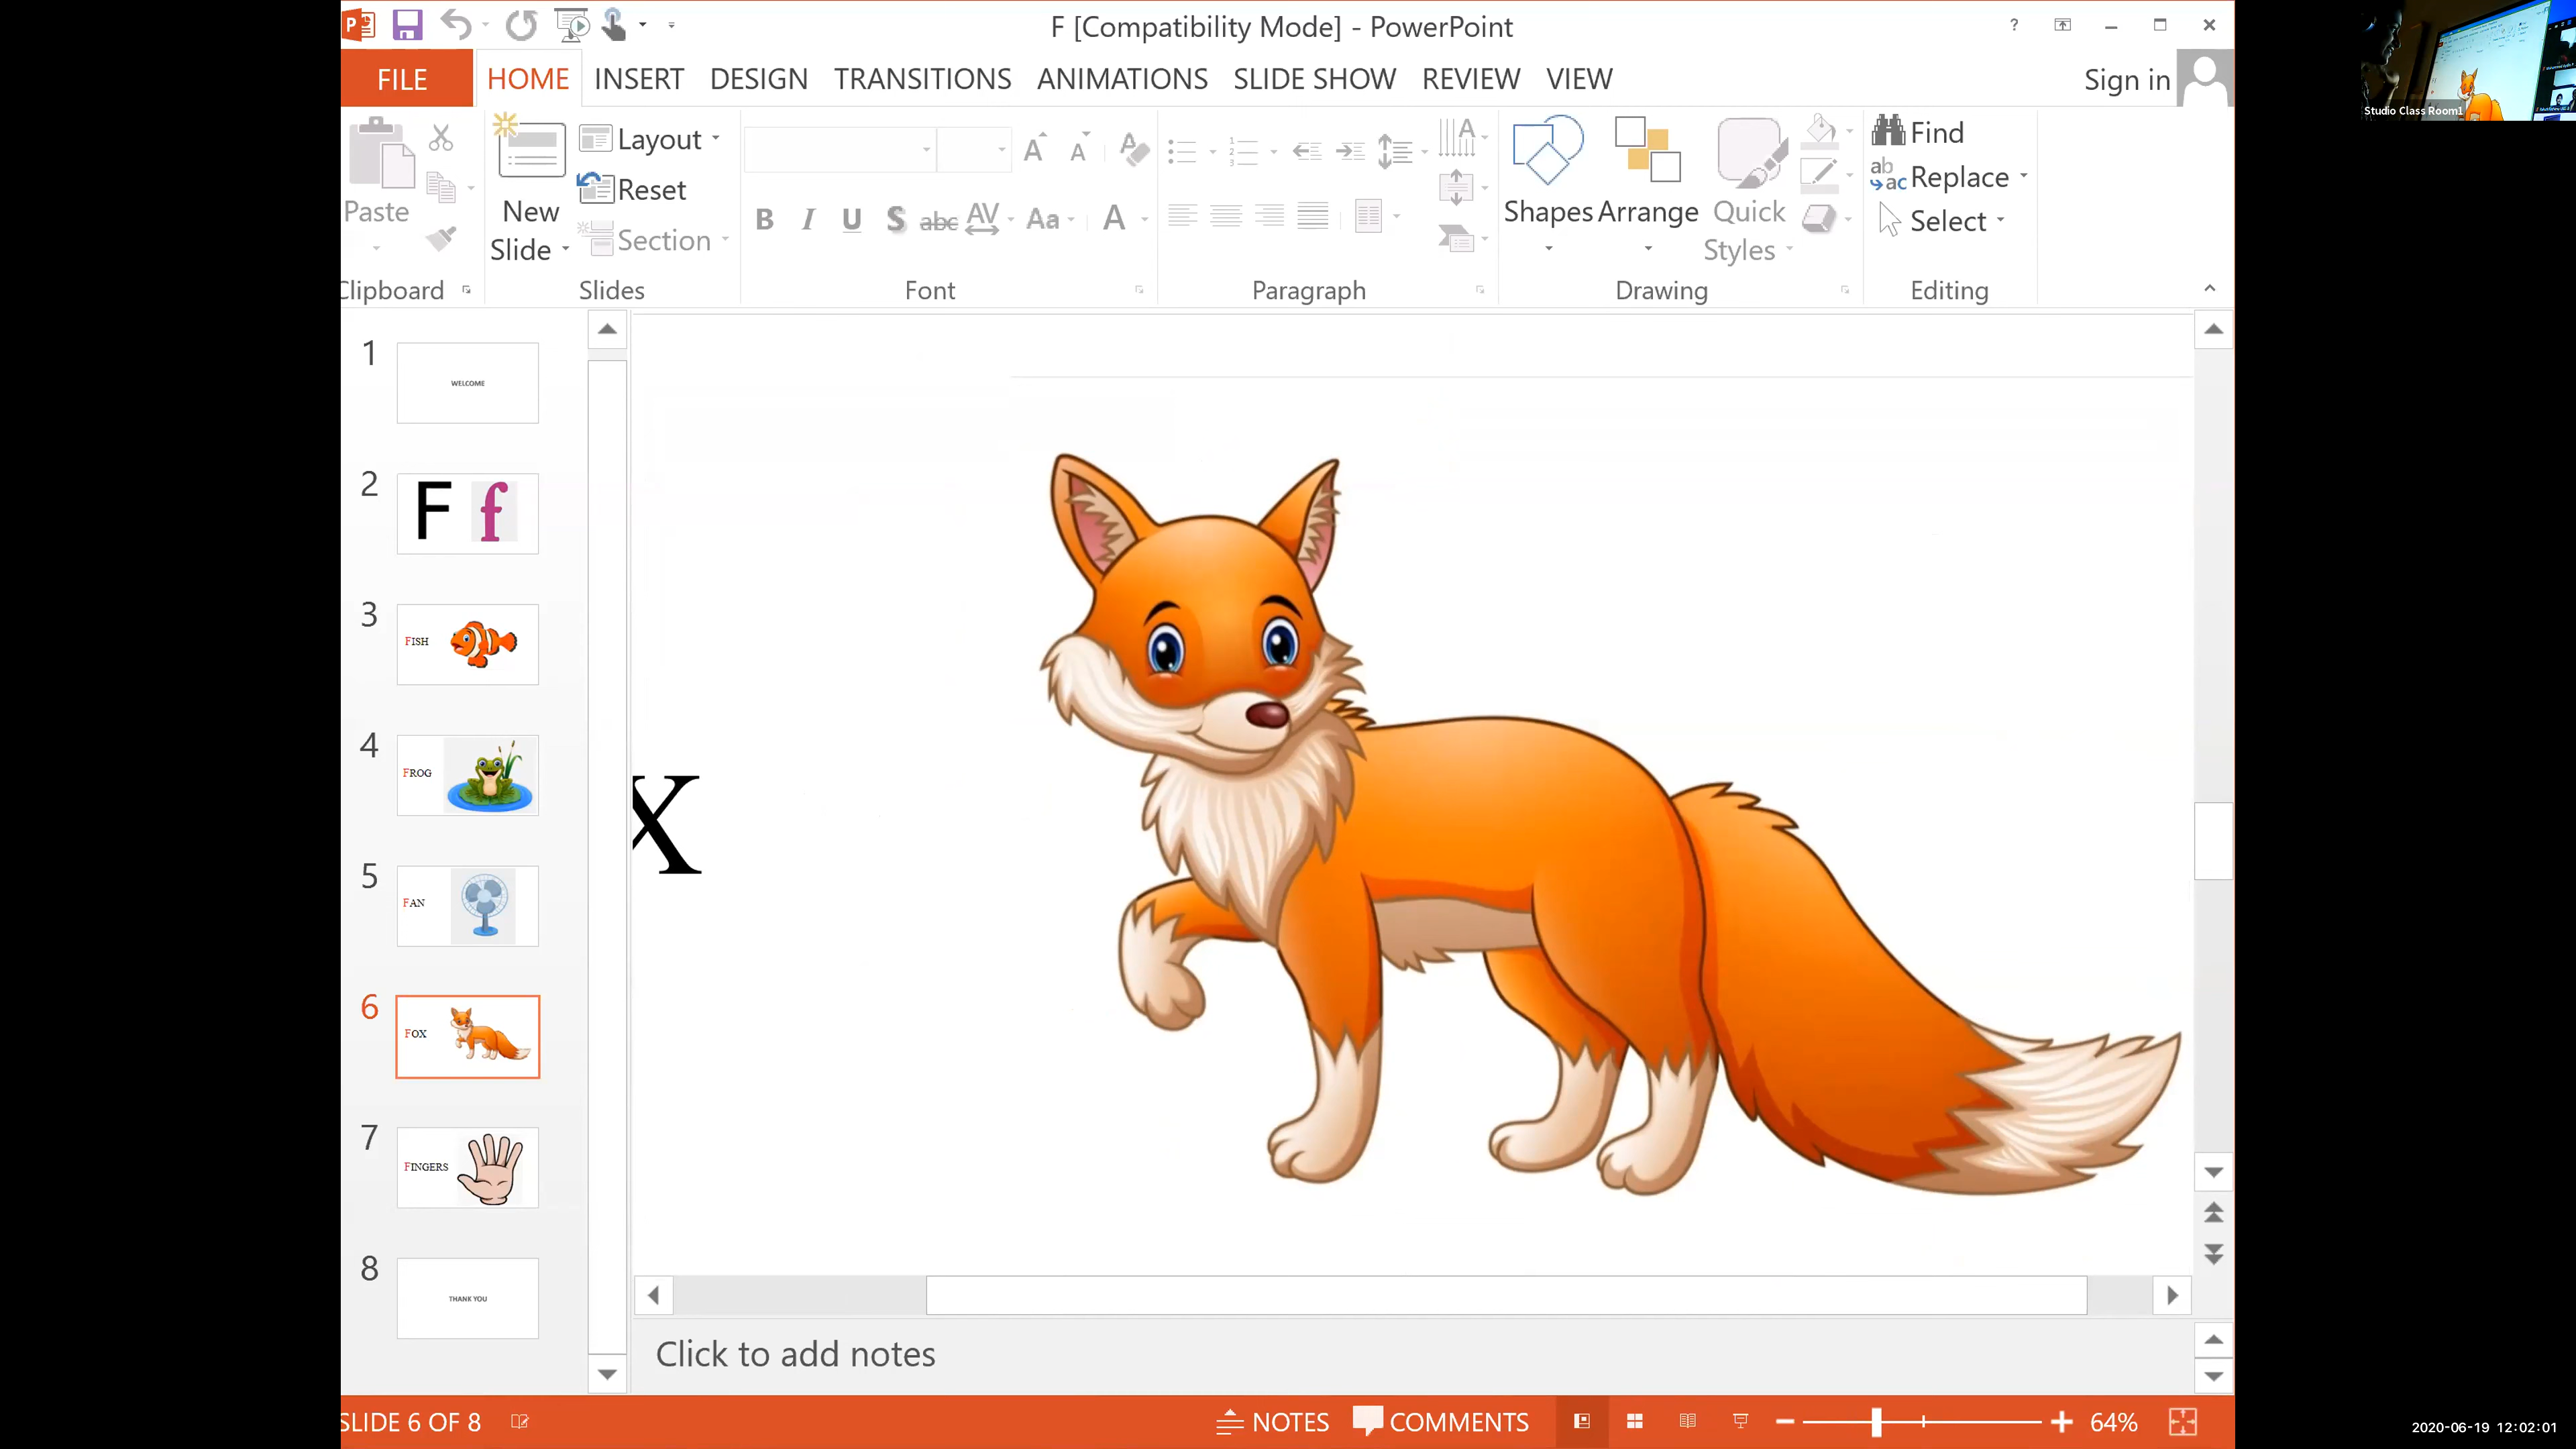 F [Compatibility Mode] - PowerPoint
?
FILE HOME INSERT DESIGN TRANSITIONS ANIMATIONS SLIDE SHOW REVIEW VIEW
Sign in
Studio Class Room1
Paste
New
Slide
Layout
Reset
Section
B I U S abc AV Aa A
Shapes
Arrange
Quick
Styles
Find
Replace
Select
Clipboard
Slides
Font
Paragraph
Drawing
Editing
1
WELCOME
2
F f
3
FISH
4
FROG
5
FAN
6
FOX
7
FINGERS
8
THANK YOU
X
Click to add notes
SLIDE 6 OF 8
NOTES
COMMENTS
64%
2020-06-19 12:02:01